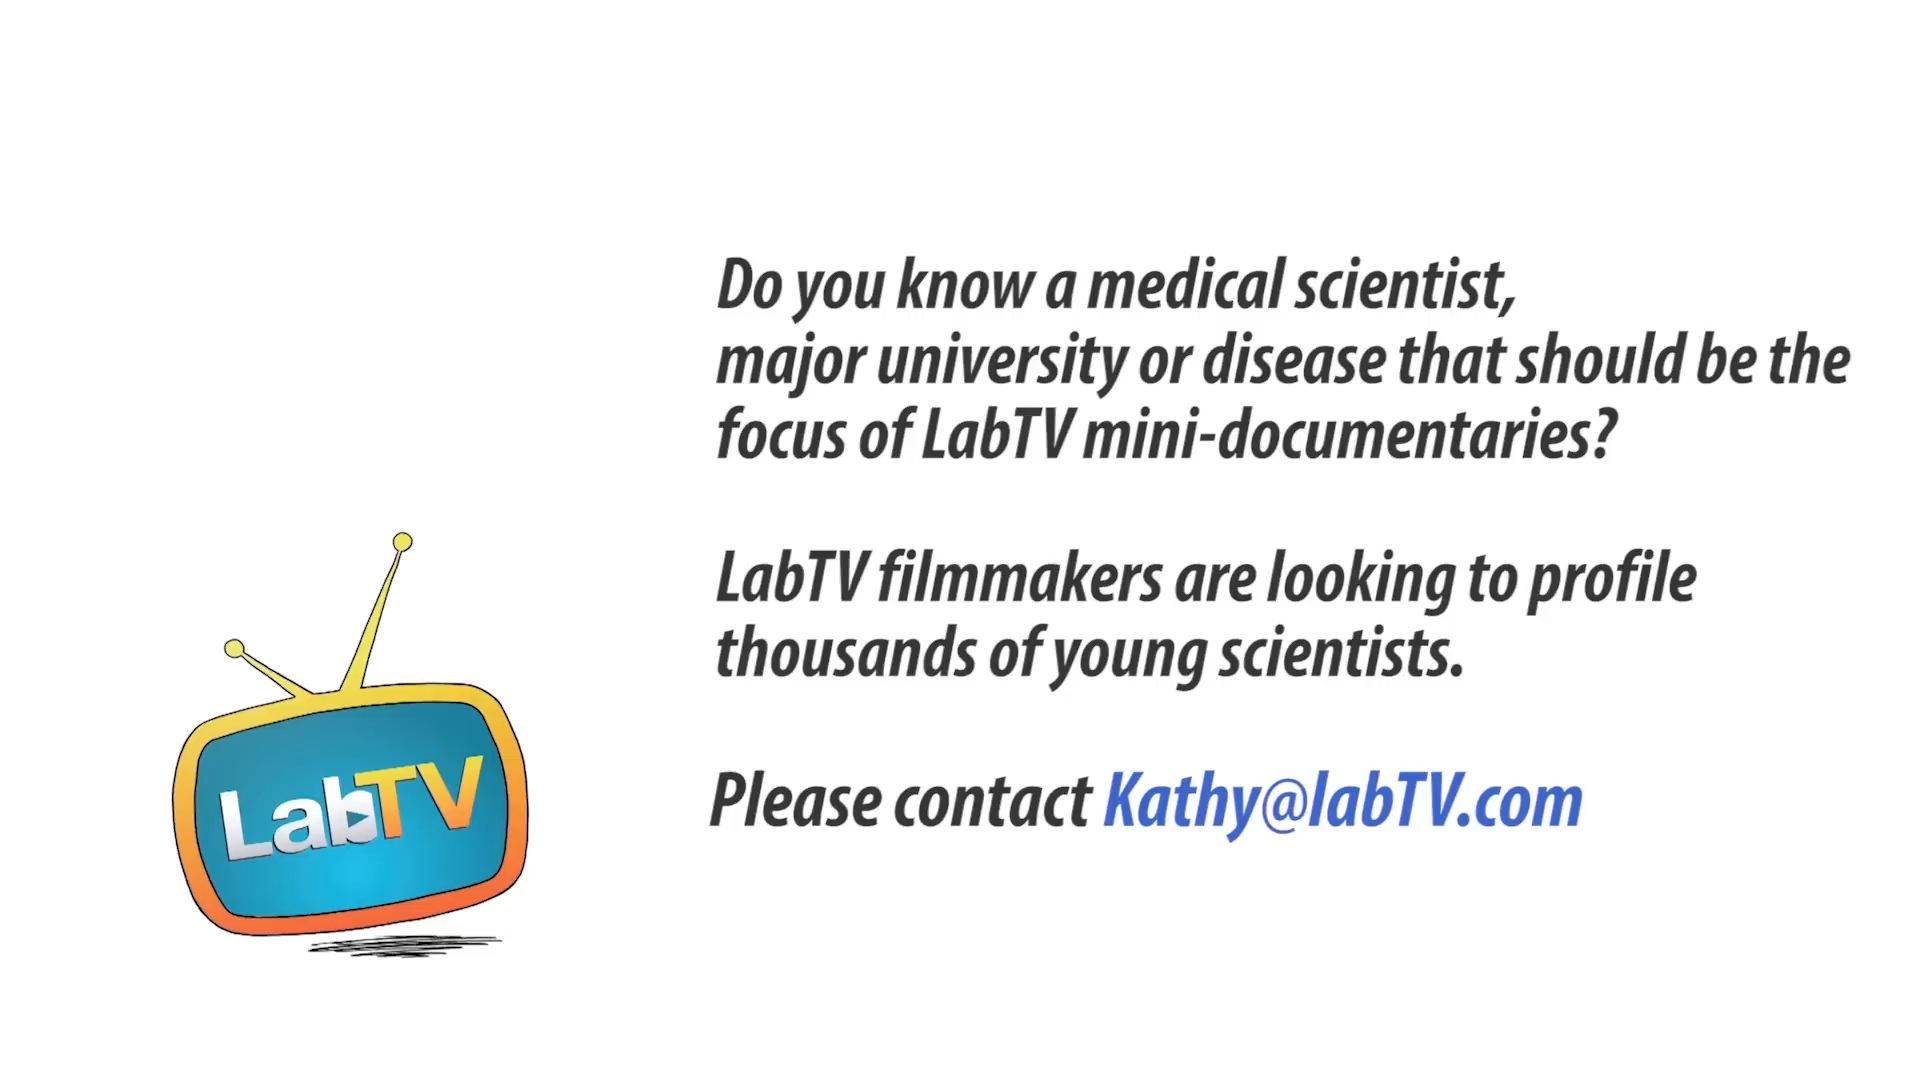 Do you know a medical scientist,
major university or disease that should be the
focus of LabTV mini-documentaries?
LabTV filmmakers are looking to profile
thousands of young scientists.
LabTV
Please contact Kathy@labTV.com